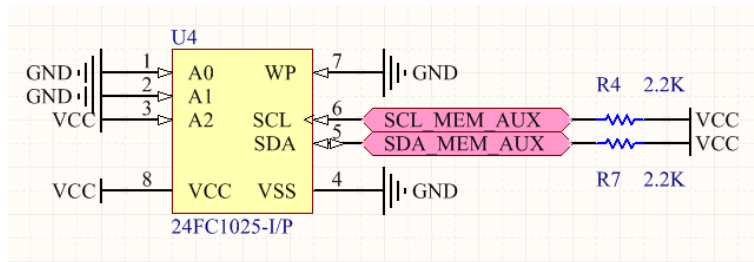 U4
GND 1 A0 WP 7 GND
GND 2 A1
VCC 3 A2 SCL 6 SCL_MEM_AUX R4 2.2K VCC
SDA 5 SDA_MEM_AUX VCC
R7 2.2K
VCC 8 VCC VSS 4 GND
24FC1025-I/P